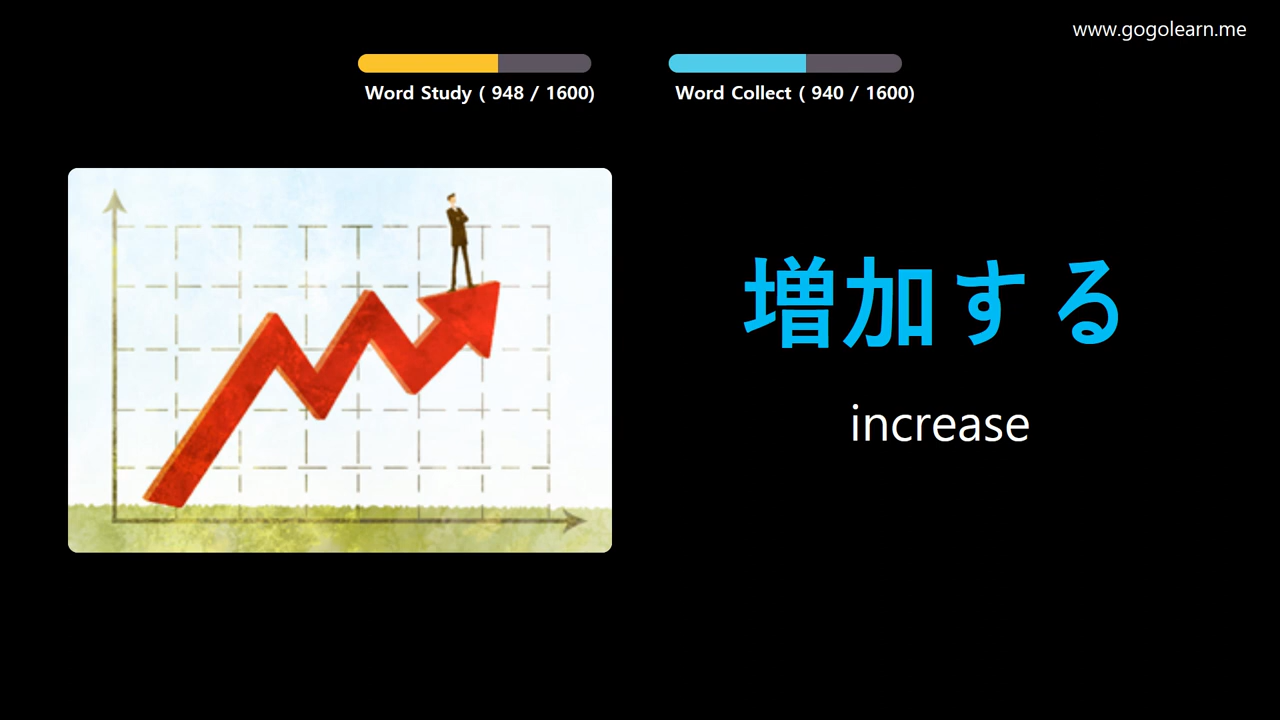 www.gogolearn.me
Word Study ( 948 / 1600)
Word Collect ( 940 / 1600)
増加する
increase